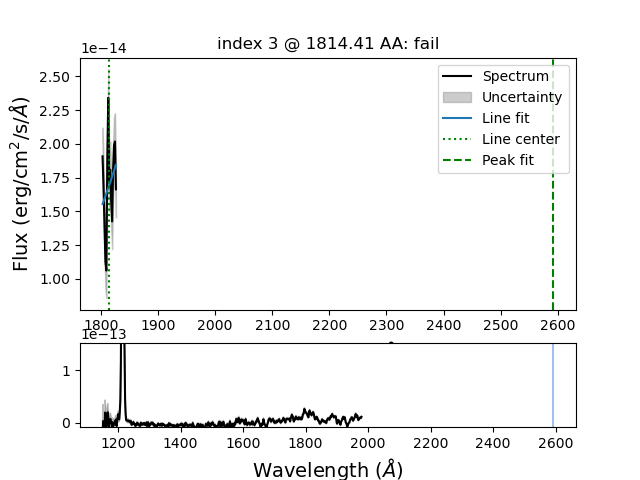 index 3 @ 1814.41 AA: fail
1e−14
2.50
2.25
2.00
1.75
1.50
1.25
1.00
Flux (erg/cm²/s/Å)
Spectrum
Uncertainty
Line fit
Line center
Peak fit
1800 1900 2000 2100 2200 2300 2400 2500 2600
1e−13
1
0
1200 1400 1600 1800 2000 2200 2400 2600
Wavelength (Å)